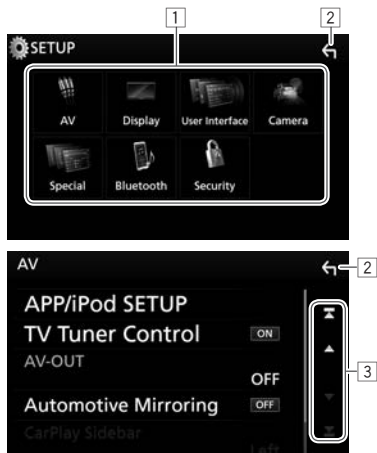 1 2
SETUP
AV Display User Interface Camera
Special Bluetooth Security
AV
2
APP/iPod SETUP
TV Tuner Control ON
AV-OUT
OFF
3
Automotive Mirroring OFF
CarPlay Sidebar
Left